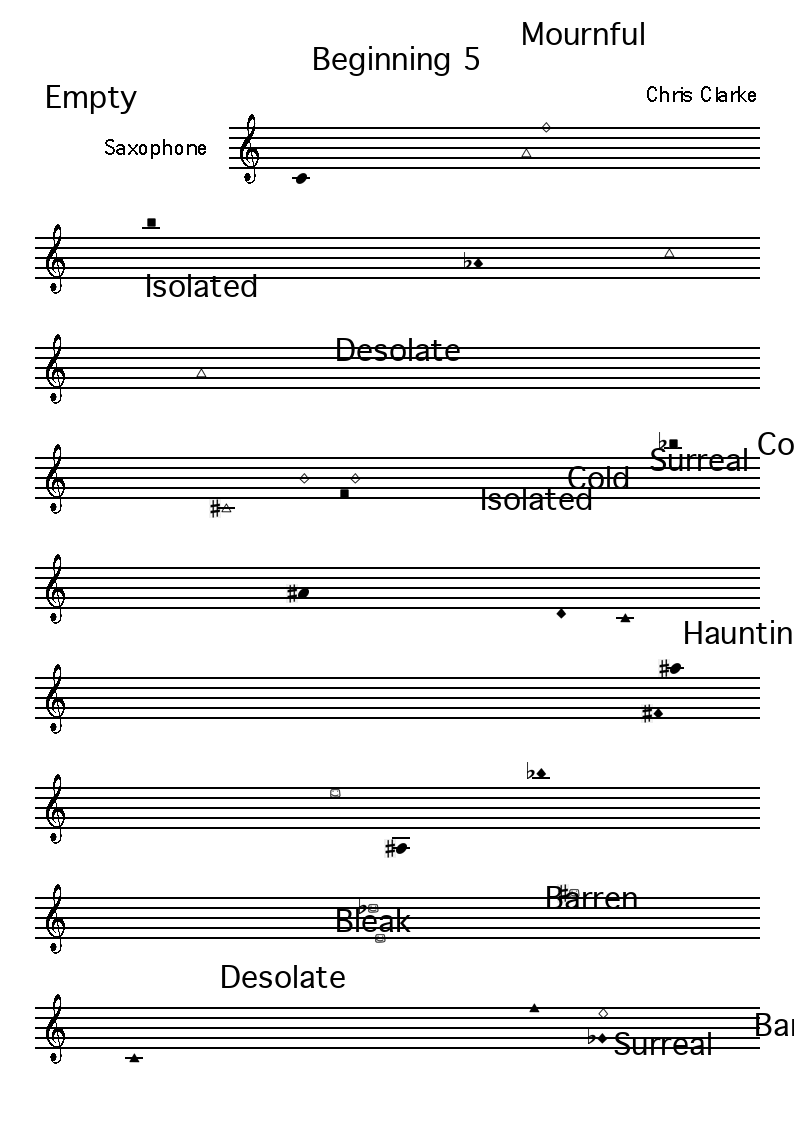 Mournful
Beginning 5
Empty
Chris Clarke
Saxophone
Isolated
Desolate
Co
Surreal
Cold
Isolated
Hauntin
Barren
Bleak
Desolate
Bar
Surreal